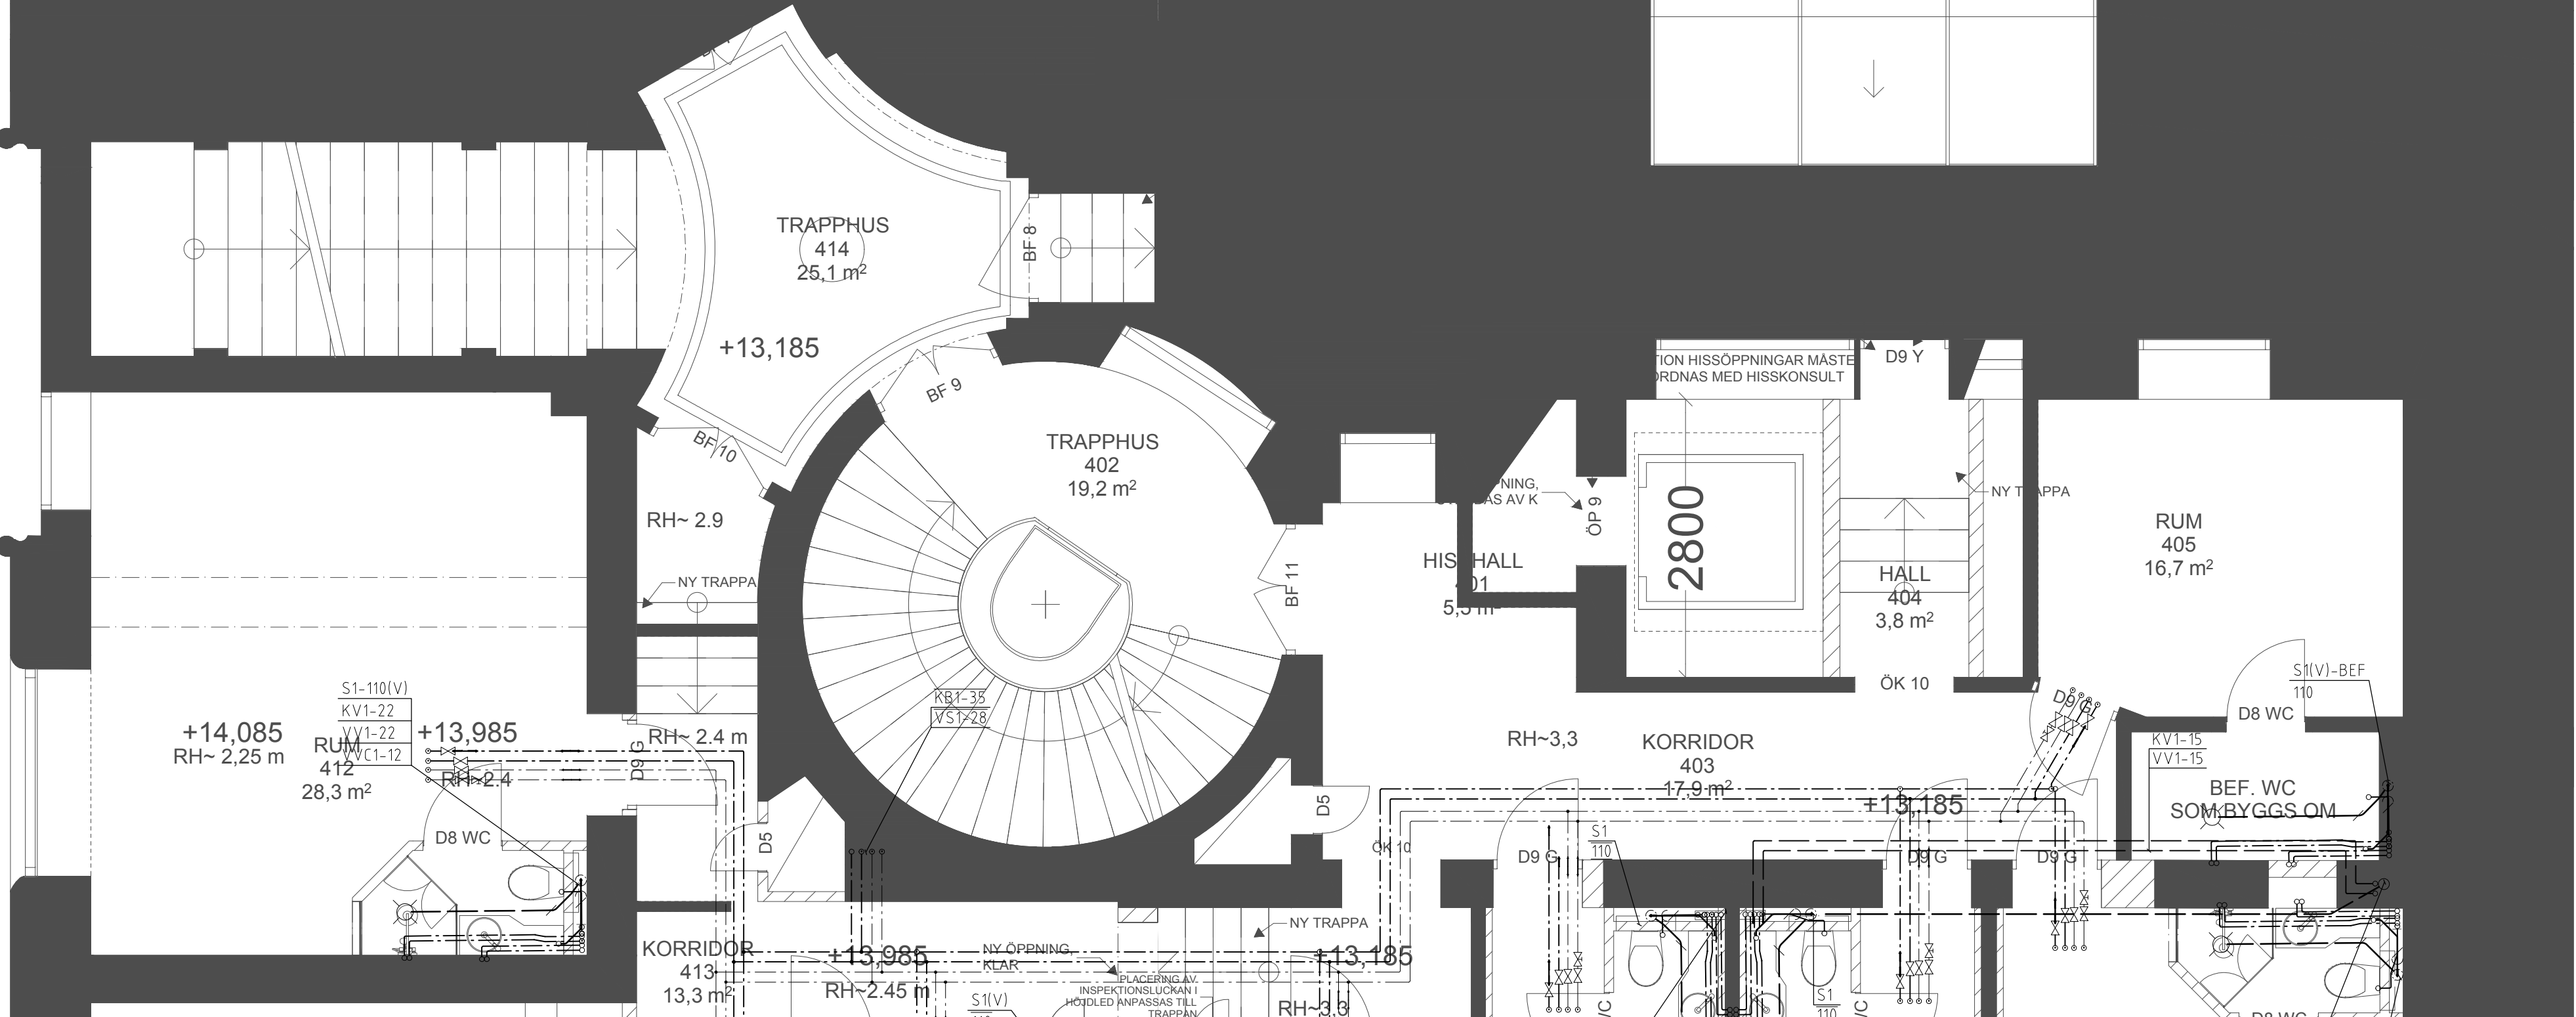 TRAPPHUS
414
25,1 m²
BF 8
+13,185
BF 9
BF 10
TRAPPHUS
402
19,2 m²
RH~ 2.9
NY TRAPPA
BF 11
HISSHALL
5,5 m²
NING,
AS AV K
ÖP 9
TION HISSÖPPNINGAR MÅSTE
ORDNAS MED HISSKONSULT
D9 Y
2800
NY TRAPPA
HALL
404
3,8 m²
ÖK 10
RUM
405
16,7 m²
S1(V)-BEF
110
D8 WC
D9 G
KV1-15
VV1-15
BEF. WC
SOM BYGGS OM
S1-110(V)
KV1-22
VV1-22
VVC1-12
+14,085
RH~ 2,25 m
+13,985
RUM
412
28,3 m²
RH~2.4
D9 G
RH~ 2.4 m
KB1-35
VS1-28
D8 WC
D5
D5
RH~3,3
KORRIDOR
403
17,9 m²
+13,185
ÖK 10
D9 G
S1
110
D9 G
D9 G
KORRIDOR
413
13,3 m²
+13,985
RH~2.45 m
NY ÖPPNING,
KLAR
S1(V)
PLACERING AV
INSPEKTIONSLUCKAN I
HÖJDLED ANPASSAS TILL
TRAPPAN
NY TRAPPA
+13,185
RH~3,3
S1
110
D8 WC